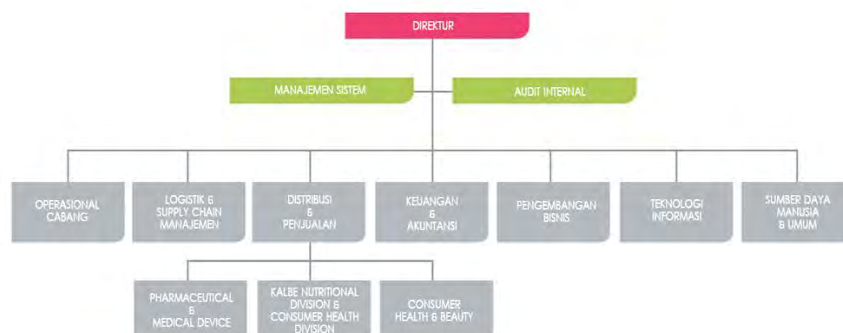 DIREKTUR
MANAJEMEN SISTEM
AUDIT INTERNAL
OPERASIONAL
CABANG
LOGISTIK &
SUPPLY CHAIN
MANAJEMEN
DISTRIBUSI
&
PENJUALAN
KEUANGAN
&
AKUNTANSI
PENGEMBANGAN
BISNIS
TEKNOLOGI
INFORMASI
SUMBER DAYA
MANUSIA
& UMUM
PHARMACEUTICAL
&
MEDICAL DEVICE
KALBE NUTRITIONAL
DIVISION &
CONSUMER HEALTH
DIVISION
CONSUMER
HEALTH & BEAUTY